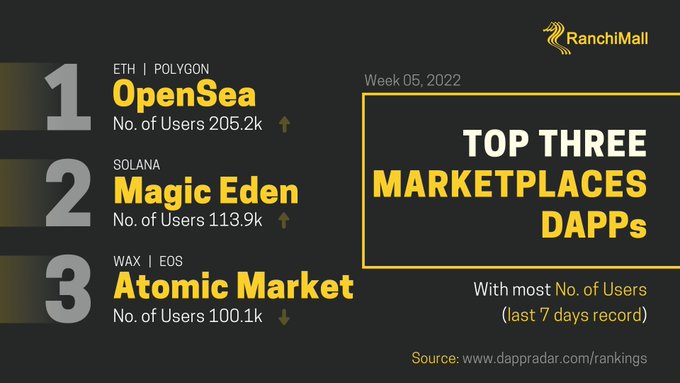 RanchiMall
Week 05, 2022
TOP THREE
MARKETPLACES
DAPPs
With most No. of Users
(last 7 days record)
1
ETH | POLYGON
OpenSea
No. of Users 205.2k
2
SOLANA
Magic Eden
No. of Users 113.9k
3
WAX | EOS
Atomic Market
No. of Users 100.1k
Source: www.dappradar.com/rankings